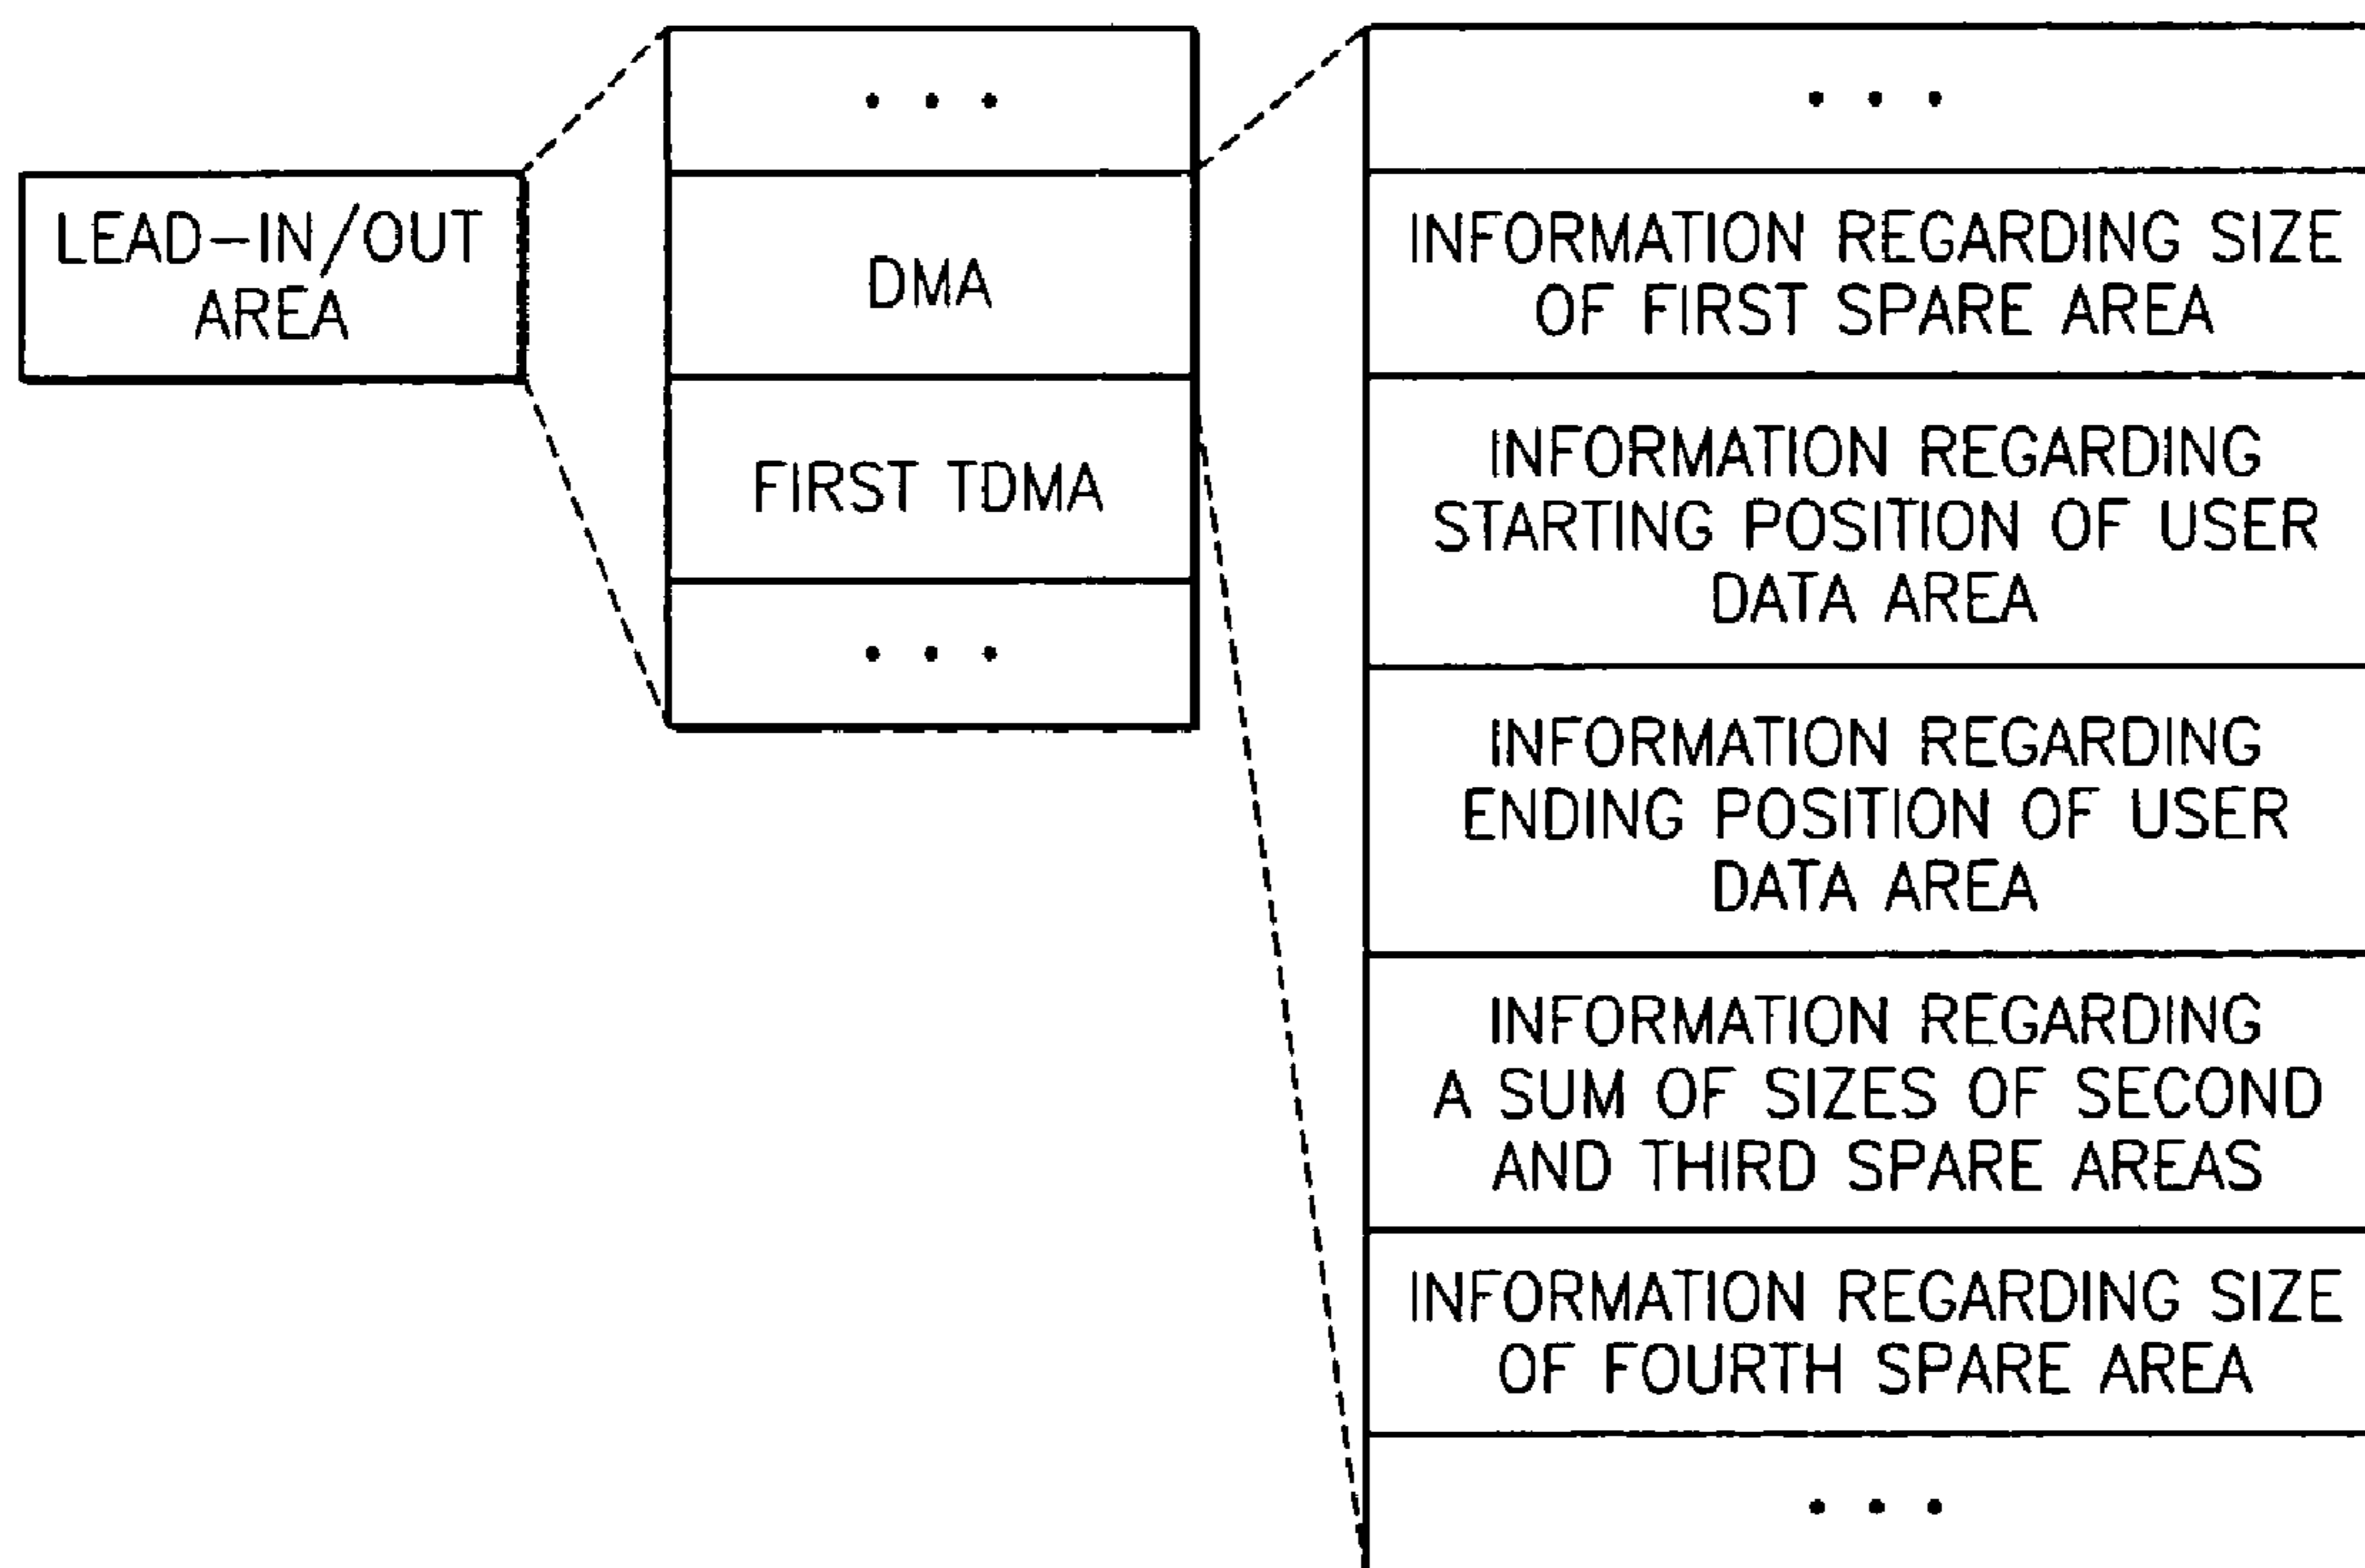 LEAD-IN/OUT
AREA
. . .
DMA
FIRST TDMA
. . .
. . .
INFORMATION REGARDING SIZE
OF FIRST SPARE AREA
INFORMATION REGARDING
STARTING POSITION OF USER
DATA AREA
INFORMATION REGARDING
ENDING POSITION OF USER
DATA AREA
INFORMATION REGARDING
A SUM OF SIZES OF SECOND
AND THIRD SPARE AREAS
INFORMATION REGARDING SIZE
OF FOURTH SPARE AREA
. . .